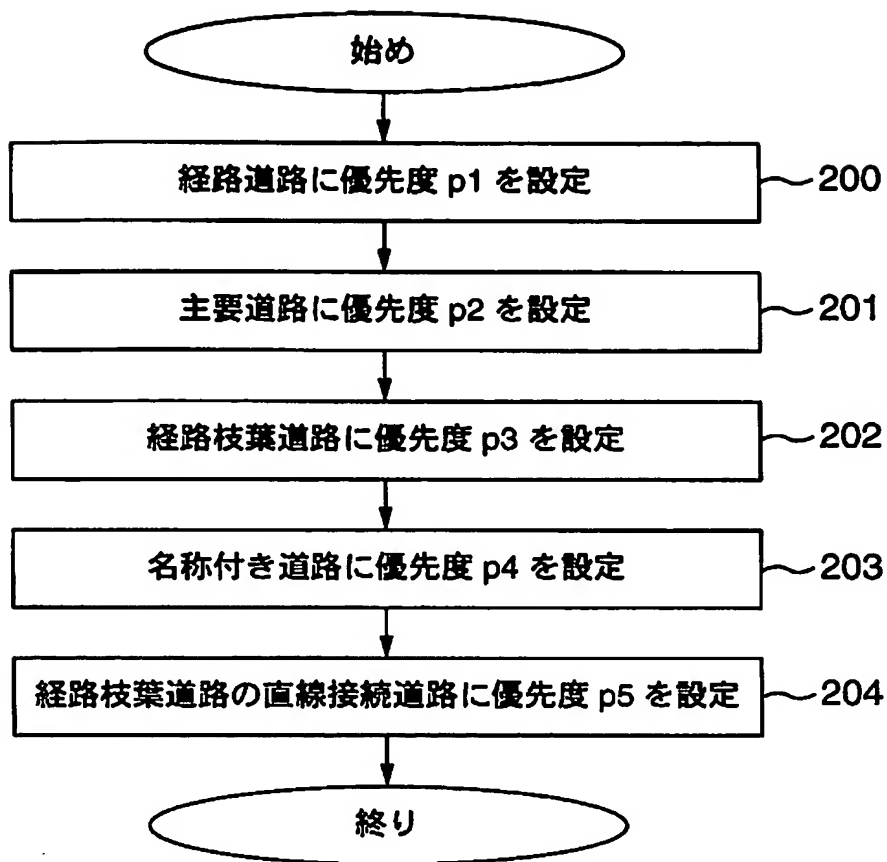 始め
経路道路に優先度 p1 を設定
200
主要道路に優先度 p2 を設定
201
経路枝葉道路に優先度 p3 を設定
202
名称付き道路に優先度 p4 を設定
203
経路枝葉道路の直線接続道路に優先度 p5 を設定
204
終り